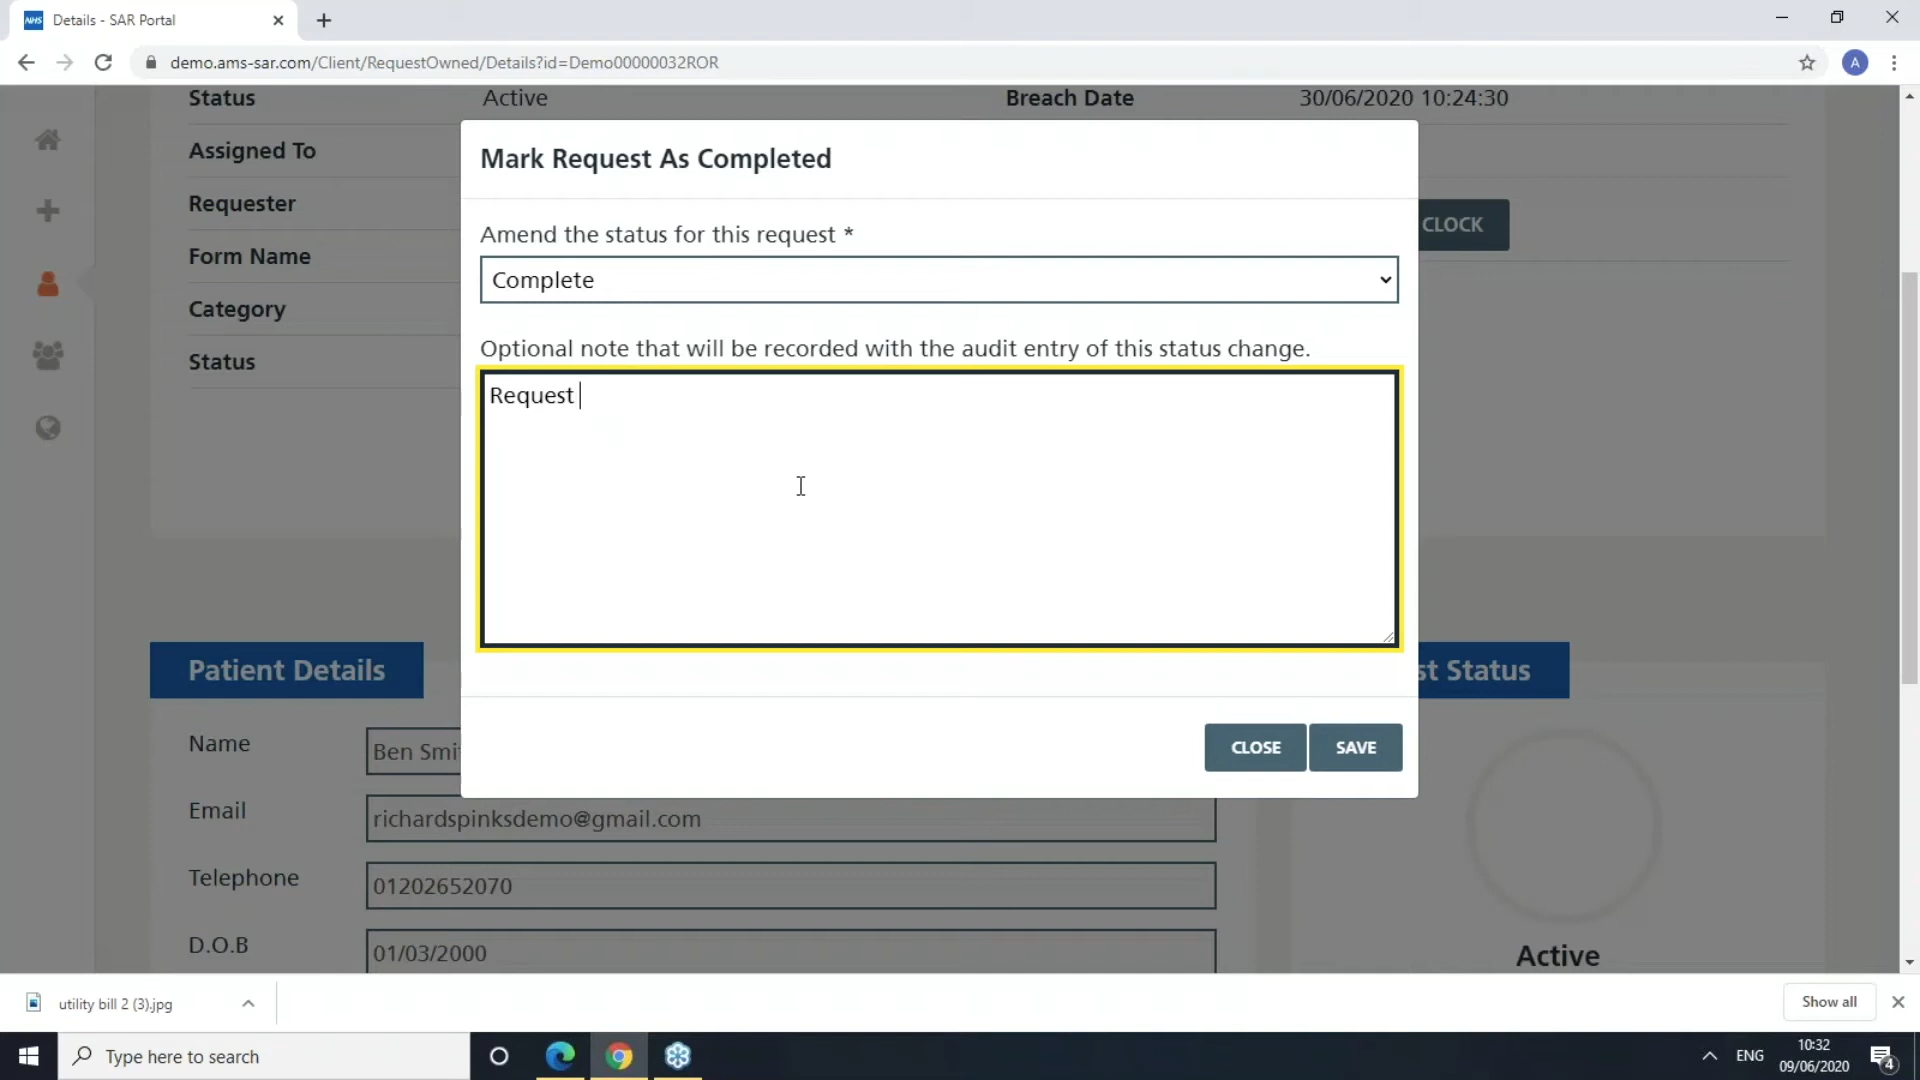 NHS
Details - SAR Portal
demo.ams-sar.com/Client/RequestOwned/Details?id=Demo00000032ROR
A
Status
Active
Breach Date
30/06/2020 10:24:30
Assigned To
Requester
Form Name
Category
Status
CLOCK
Mark Request As Completed
Amend the status for this request *
Complete
Optional note that will be recorded with the audit entry of this status change.
Request
CLOSE
SAVE
Patient Details
st Status
Name
Ben Smi
Email
richardspinksdemo@gmail.com
Telephone
01202652070
D.O.B
01/03/2000
Active
utility bill 2 (3).jpg
Show all
Type here to search
ENG
10:32
09/06/2020
4